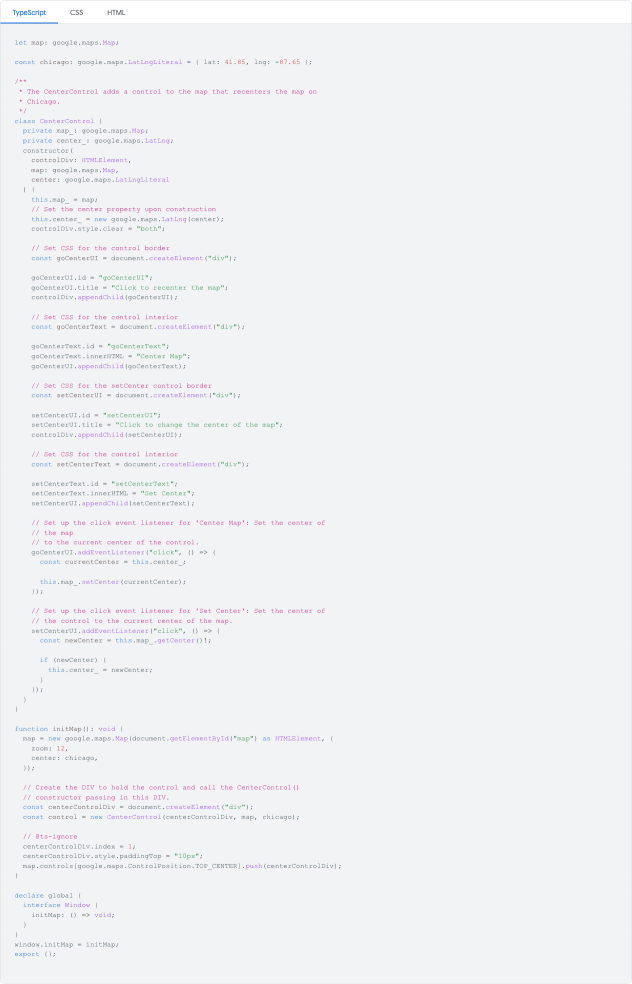 TypeScript CSS HTML
let map: google.maps.Map;
const chicago: google.maps.LatLngLiteral = { lat: 41.85, lng: -87.65 };
/**
 * The CenterControl adds a control to the map that recenters the map on
 * Chicago.
 */
class CenterControl {
  private map_: google.maps.Map;
  private center_: google.maps.LatLng;
  constructor(
    controlDiv: HTMLElement,
    map: google.maps.Map,
    center: google.maps.LatLngLiteral
  ) {
    this.map_ = map;
    // Set the center property upon construction
    this.center_ = new google.maps.LatLng(center);
    controlDiv.style.clear = "both";
    // Set CSS for the control border
    const goCenterUI = document.createElement("div");
    goCenterUI.id = "goCenterUI";
    goCenterUI.title = "Click to recenter the map";
    controlDiv.appendChild(goCenterUI);
    // Set CSS for the control interior
    const goCenterText = document.createElement("div");
    goCenterText.id = "goCenterText";
    goCenterText.innerHTML = "Center Map";
    goCenterUI.appendChild(goCenterText);
    // Set CSS for the setCenter control border
    const setCenterUI = document.createElement("div");
    setCenterUI.id = "setCenterUI";
    setCenterUI.title = "Click to change the center of the map";
    controlDiv.appendChild(setCenterUI);
    // Set CSS for the control interior
    const setCenterText = document.createElement("div");
    setCenterText.id = "setCenterText";
    setCenterText.innerHTML = "Set Center";
    setCenterUI.appendChild(setCenterText);
    // Set up the click event listener for 'Center Map': Set the center of
    // the map
    // to the current center of the control.
    goCenterUI.addEventListener("click", () => {
      const currentCenter = this.center_;
      this.map_.setCenter(currentCenter);
    });
    // Set up the click event listener for 'Set Center': Set the center of
    // the control to the current center of the map.
    setCenterUI.addEventListener("click", () => {
      const newCenter = this.map_.getCenter()!;
      if (newCenter) {
        this.center_ = newCenter;
      }
    });
  }
}
function initMap(): void {
  map = new google.maps.Map(document.getElementById("map") as HTMLElement, {
    zoom: 12,
    center: chicago,
  });
  // Create the DIV to hold the control and call the CenterControl()
  // constructor passing in this DIV.
  const centerControlDiv = document.createElement("div");
  const control = new CenterControl(centerControlDiv, map, chicago);
  // @ts-ignore
  centerControlDiv.index = 1;
  centerControlDiv.style.paddingTop = "10px";
  map.controls[google.maps.ControlPosition.TOP_CENTER].push(centerControlDiv);
}
declare global {
  interface Window {
    initMap: () => void;
  }
}
window.initMap = initMap;
export {};